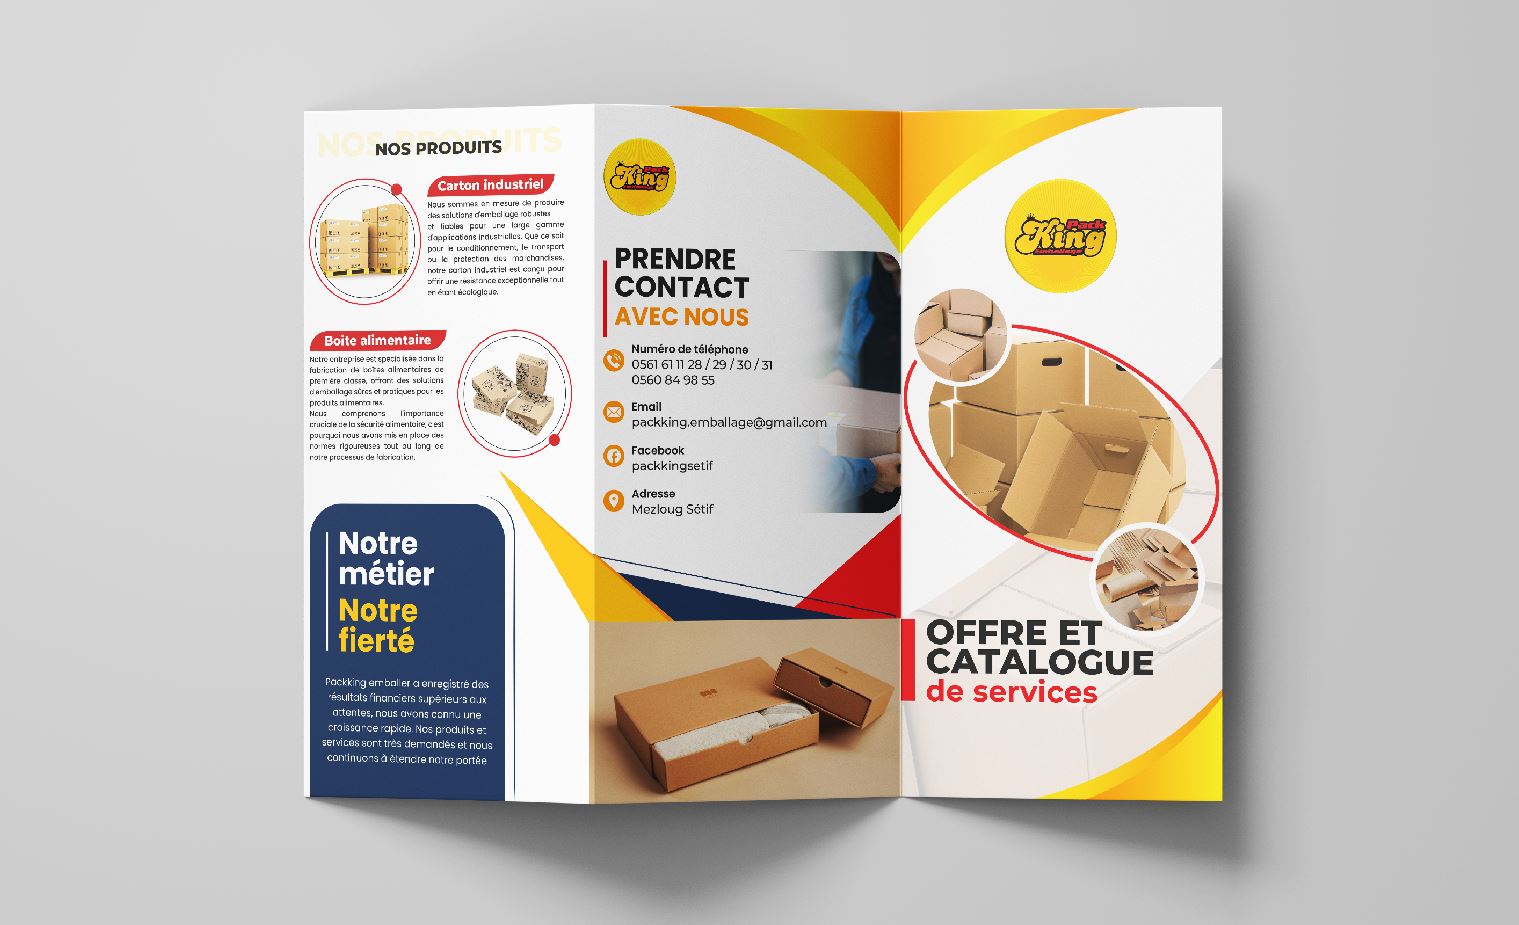 NOS PRODUITS
NOS PRODUITS
Carton industriel
Nous sommes en mesure de produire
des solutions d'emballage robustes
et fiables pour une large gamme
d'applications industrielles. Que ce soit
pour le conditionnement, le transport
ou la protection des marchandises,
notre carton industriel est conçu pour
offrir une résistance exceptionnelle tout
en étant écologique.
Boite alimentaire
Notre entreprise est spécialisée dans la
fabrication de boîtes alimentaires de
première classe, offrant des solutions
d'emballage sûres et pratiques pour les
produits alimentaires.
Nous comprenons l'importance
cruciale de la sécurité alimentaire, c'est
pourquoi nous avons mis en place des
normes rigoureuses tout au long de
notre processus de fabrication.
Notre
métier
Notre
fierté
Packking emballer a enregistré des
résultats financiers supérieurs aux
attentes, nous avons connu une
croissance rapide. Nos produits et
services sont très demandés et nous
continuons à étendre notre portée
Pack
King
Emballage
PRENDRE
CONTACT
AVEC NOUS
Numéro de téléphone
0561 61 11 28 / 29 / 30 / 31
0560 84 98 55
Email
packking.emballage@gmail.com
Facebook
packkingsetif
Adresse
Mezloug Sétif
Pack
King
Emballage
OFFRE ET
CATALOGUE
de services